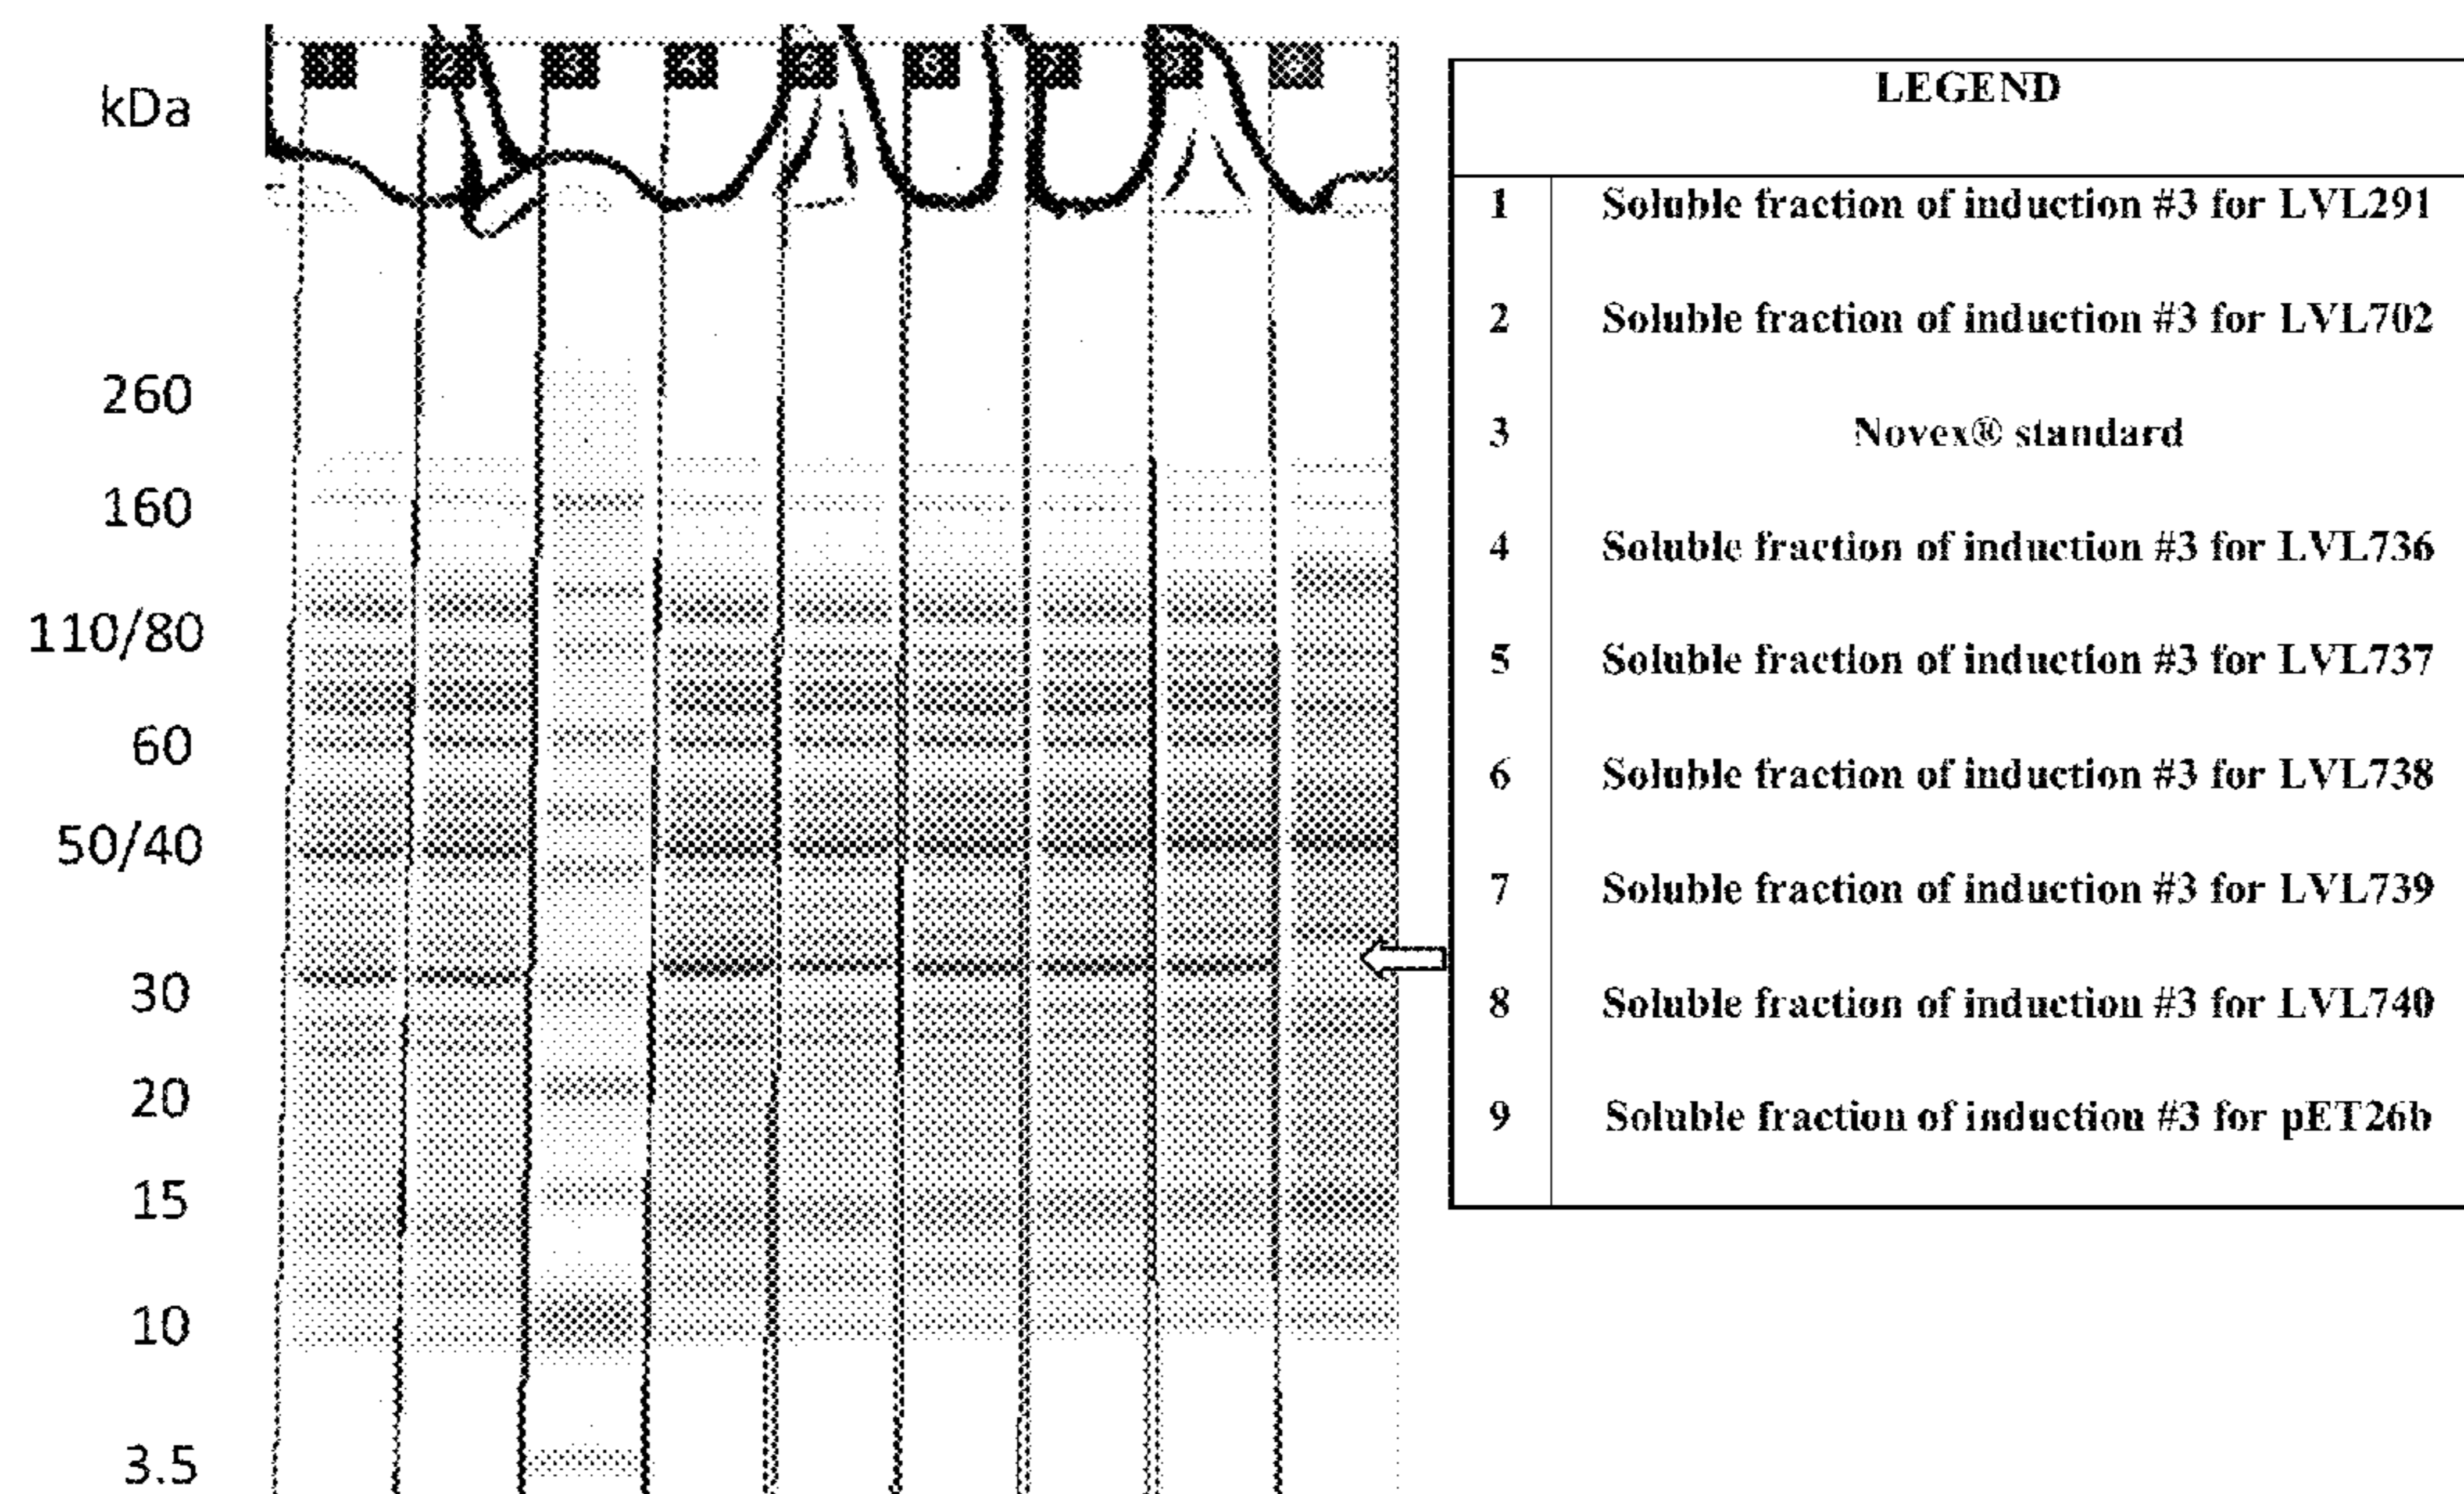 kDa
260
160
110/80
60
50/40
30
20
15
10
3.5
1 2 3 4
LEGEND
1 Soluble fraction of induction #3 for LVL291
2 Soluble fraction of induction #3 for LVL702
3 Novex® standard
4 Soluble fraction of induction #3 for LVL736
5 Soluble fraction of induction #3 for LVL737
6 Soluble fraction of induction #3 for LVL738
7 Soluble fraction of induction #3 for LVL739
8 Soluble fraction of induction #3 for LVL740
9 Soluble fraction of induction #3 for pET26b